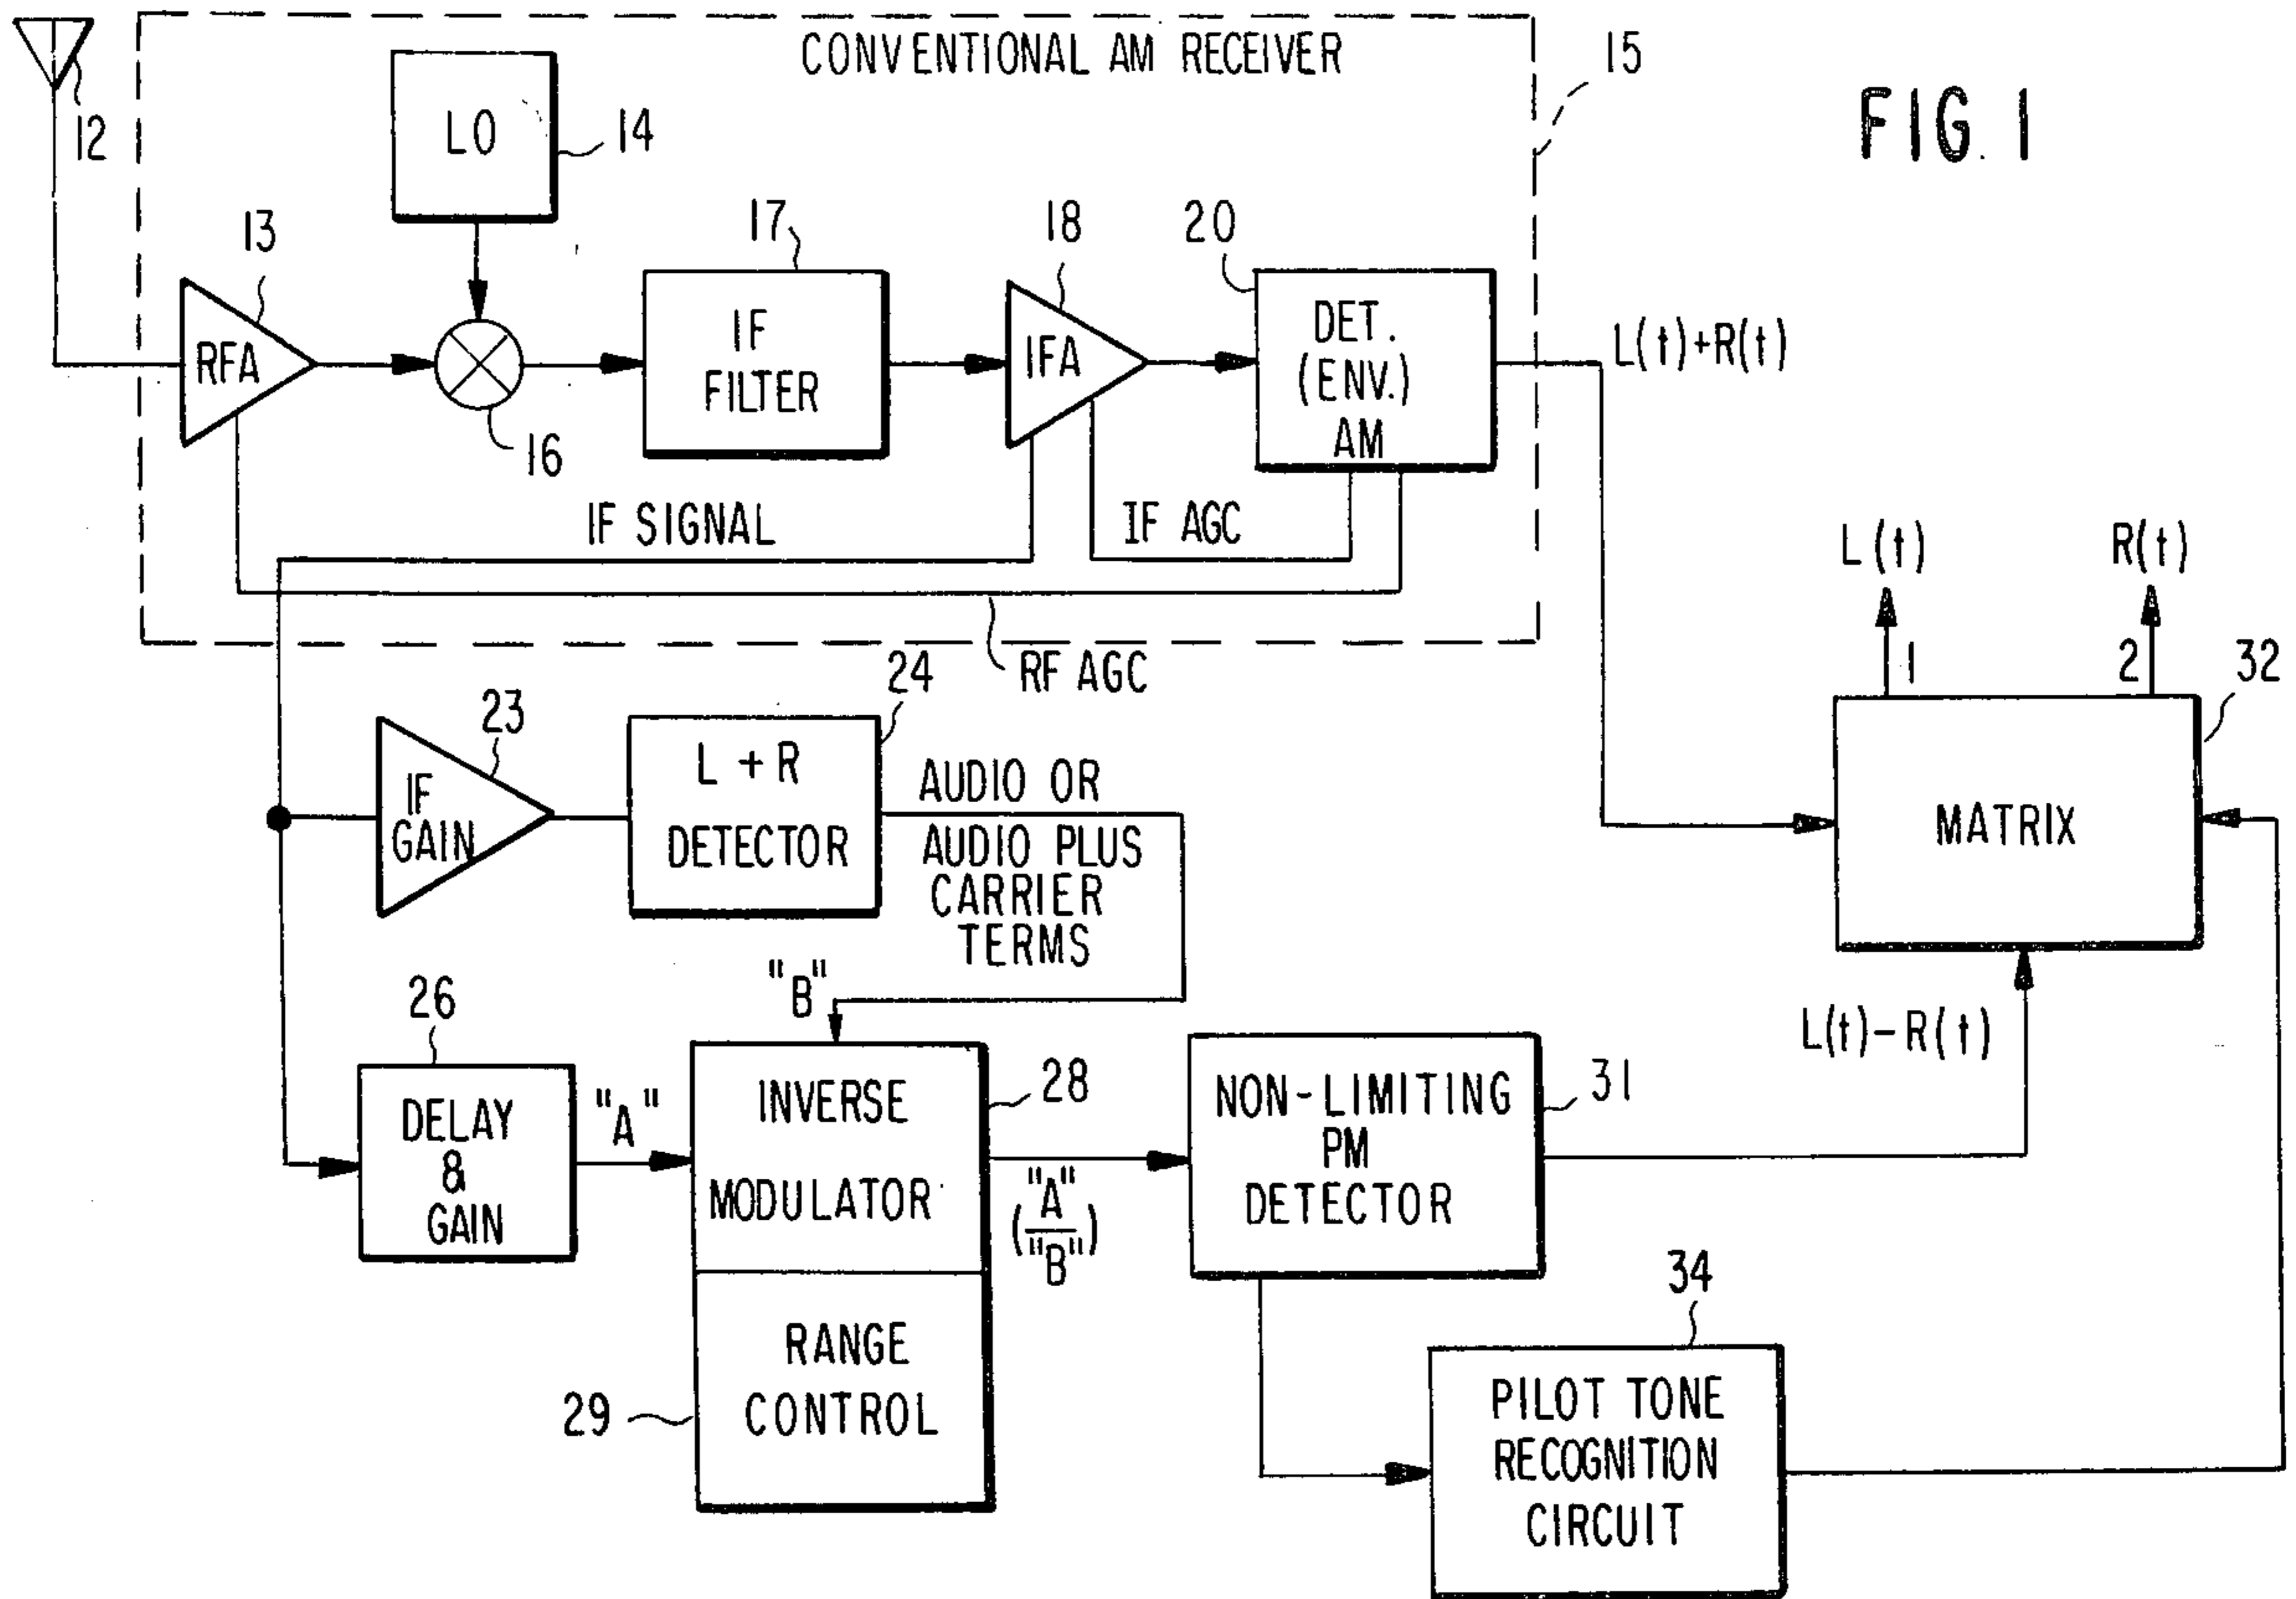 CONVENTIONAL AM RECEIVER
15
FIG. 1
12
LO
14
13
RFA
16
17
IF
FILTER
18
IFA
20
DET.
(ENV.)
AM
L(t)+R(t)
IF SIGNAL
IF AGC
RF AGC
L(t)
R(t)
1
2
32
MATRIX
23
IF
GAIN
24
L + R
DETECTOR
AUDIO OR
AUDIO PLUS
CARRIER
TERMS
"B"
26
DELAY
&
GAIN
"A"
INVERSE
MODULATOR
28
("A"
"B")
RANGE
CONTROL
29
NON-LIMITING
PM
DETECTOR
31
L(t)-R(t)
34
PILOT TONE
RECOGNITION
CIRCUIT